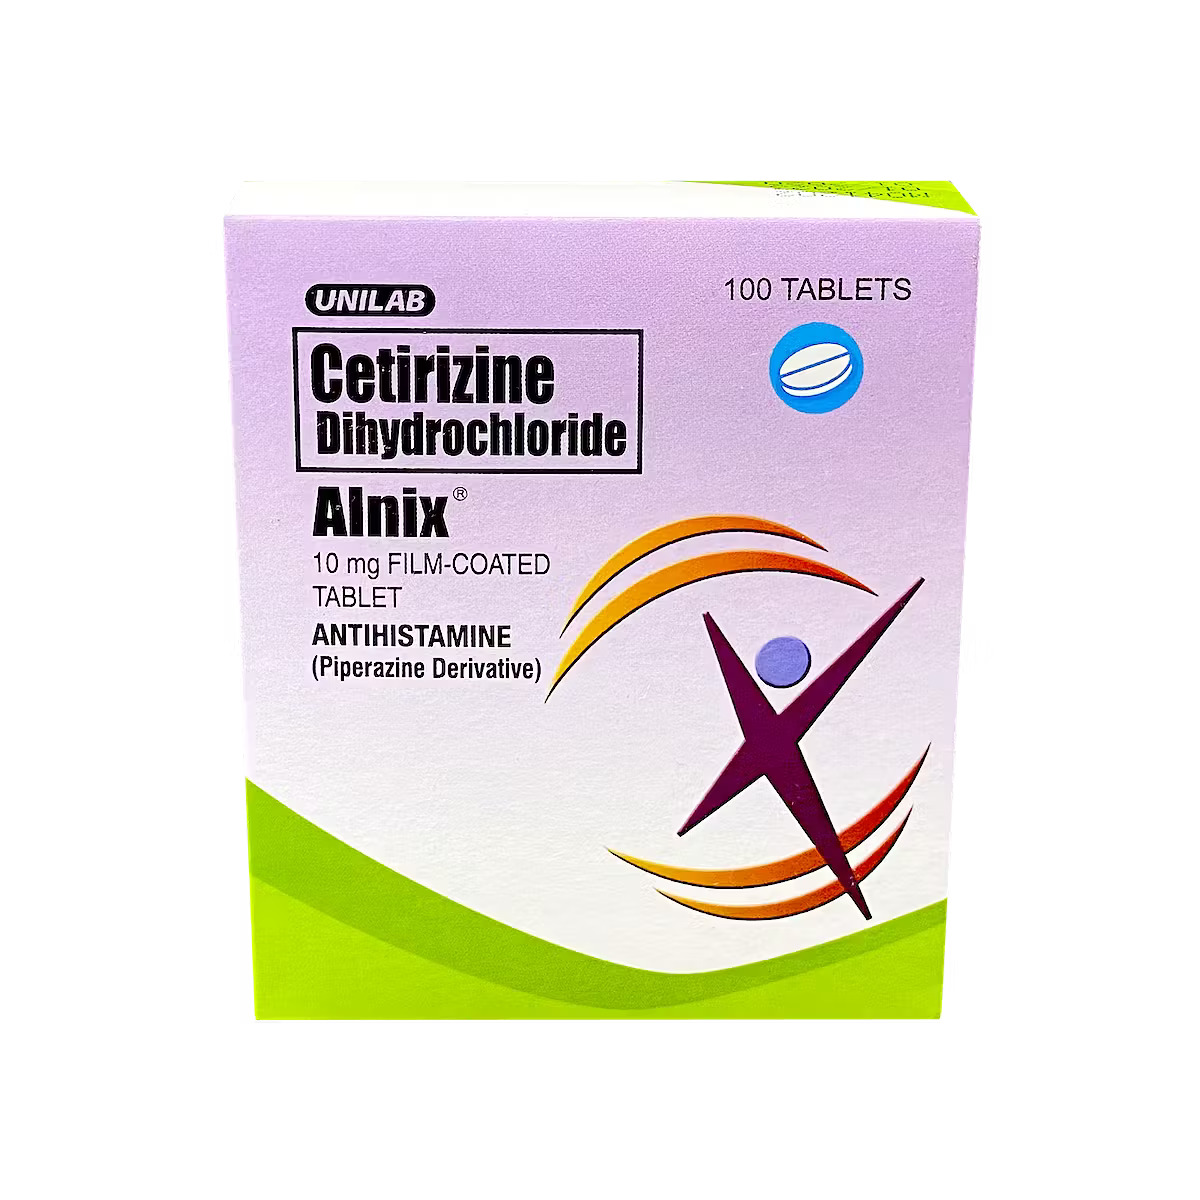 UNILAB
100 TABLETS
Cetirizine
Dihydrochloride
Alnix®
10 mg FILM-COATED
TABLET
ANTIHISTAMINE
(Piperazine Derivative)